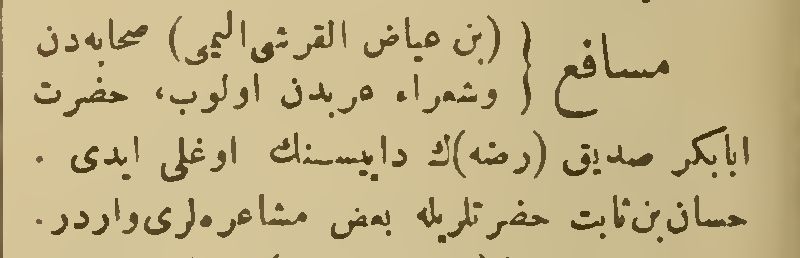 مسافع { (بن عیاض القرشی الیمی) صحابه‌دن
وشعراء عربدن اولوب، حضرت
ابابکر صدیق (رضه)ك داییسنك اوغلی ایدی .
حسان بن ثابت حضرتلریله بعض مشاعره‌لری واردر.